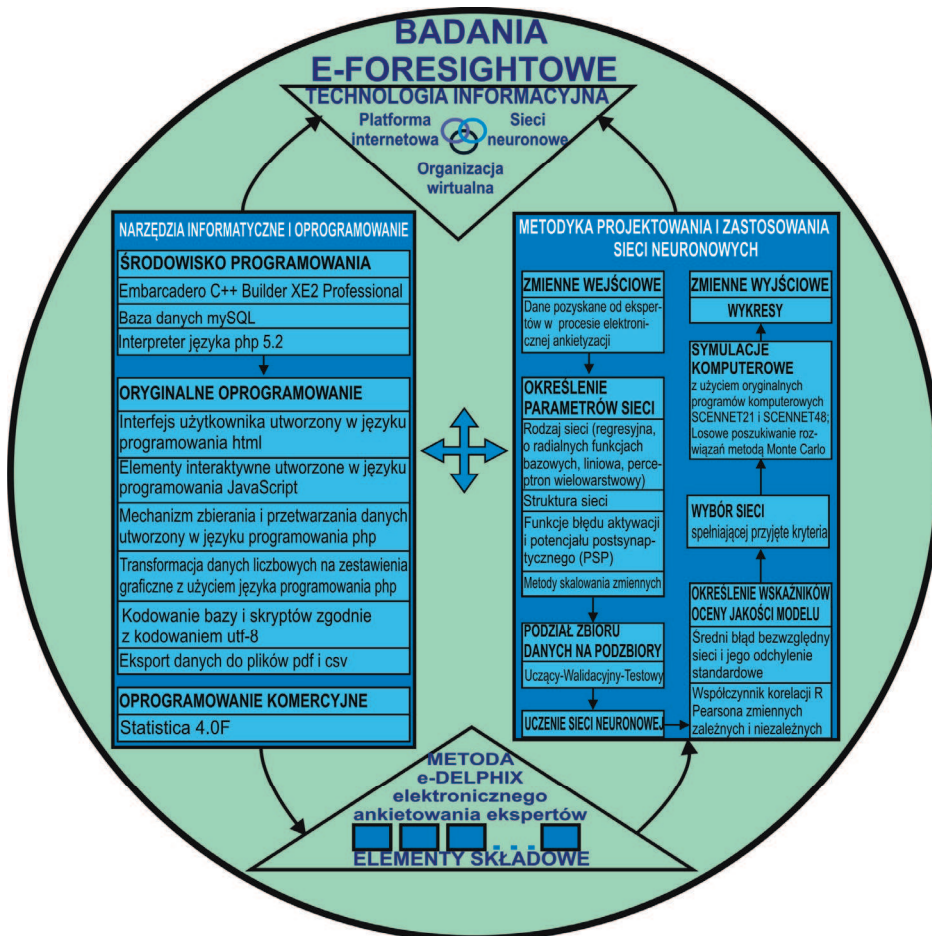 BADANIA
E-FORESIGHTOWE
TECHNOLOGIA INFORMACYJNA
Platforma
internetowa
Sieci
neuronowe
Organizacja
wirtualna
NARZĘDZIA INFORMATYCZNE I OPROGRAMOWANIE
ŚRODOWISKO PROGRAMOWANIA
Embarcadero C++ Builder XE2 Professional
Baza danych mySQL
Interpreter języka php 5.2
ORYGINALNE OPROGRAMOWANIE
Interfejs użytkownika utworzony w języku
programowania html
Elementy interaktywne utworzone w język
programowania JavaScript
Mechanizm zbierania i przetwarzania danych
utworzony w języku programowania php
Transformacja danych liczbowych na zestawienia
graficzne z użyciem języka programowania php
Kodowanie bazy i skryptów zgodnie
z kodowaniem utf-8
Eksport danych do plików pdf i csv
OPROGRAMOWANIE KOMERCYJNE
Statistica 4.0F
METODYKA PROJEKTOWANIA I ZASTOSOWANIA
SIECI NEURONOWYCH
ZMIENNE WEJŚCIOWE
Dane pozyskane od eksper-
tów w procesie elektroni-
cznej ankietyzacji
OKREŚLENIE
PARAMETRÓW SIECI
Rodzaj sieci (regresyjna,
o radialnych funkcjach
bazowych, liniowa, perce-
ptron wielowarstwowy)
Struktura sieci
Funkcje błędu aktywacji
i potencjału postsynap-
tycznego (PSP)
Metody skalowania zmiennych
PODZIAŁ ZBIORU
DANYCH NA PODZBIORY
Uczący-Walidacyjny-Testowy
UCZENIE SIECI NEURONOWEJ
ZMIENNE WYJŚCIOWE
WYKRESY
SYMULACJE
KOMPUTEROWE
z użyciem oryginalnych
programów komputerowych
SCENNET21 i SCENNET48;
Losowe poszukiwanie roz-
wiązań metodą Monte Carlo
WYBÓR SIECI
spełniającej przyjęte kryteria
OKREŚLENIE WSKAŹNIKÓW
OCENY JAKOŚCI MODELU
Średni błąd bezwzględny
sieci i jego odchylenie
standardowe
Współczynnik korelacji R
Pearsona zmiennych
zależnych i niezależnych
METODA
e-DELPHIX
elektronicznego
ankietowania ekspertów
ELEMENTY SKŁADOWE